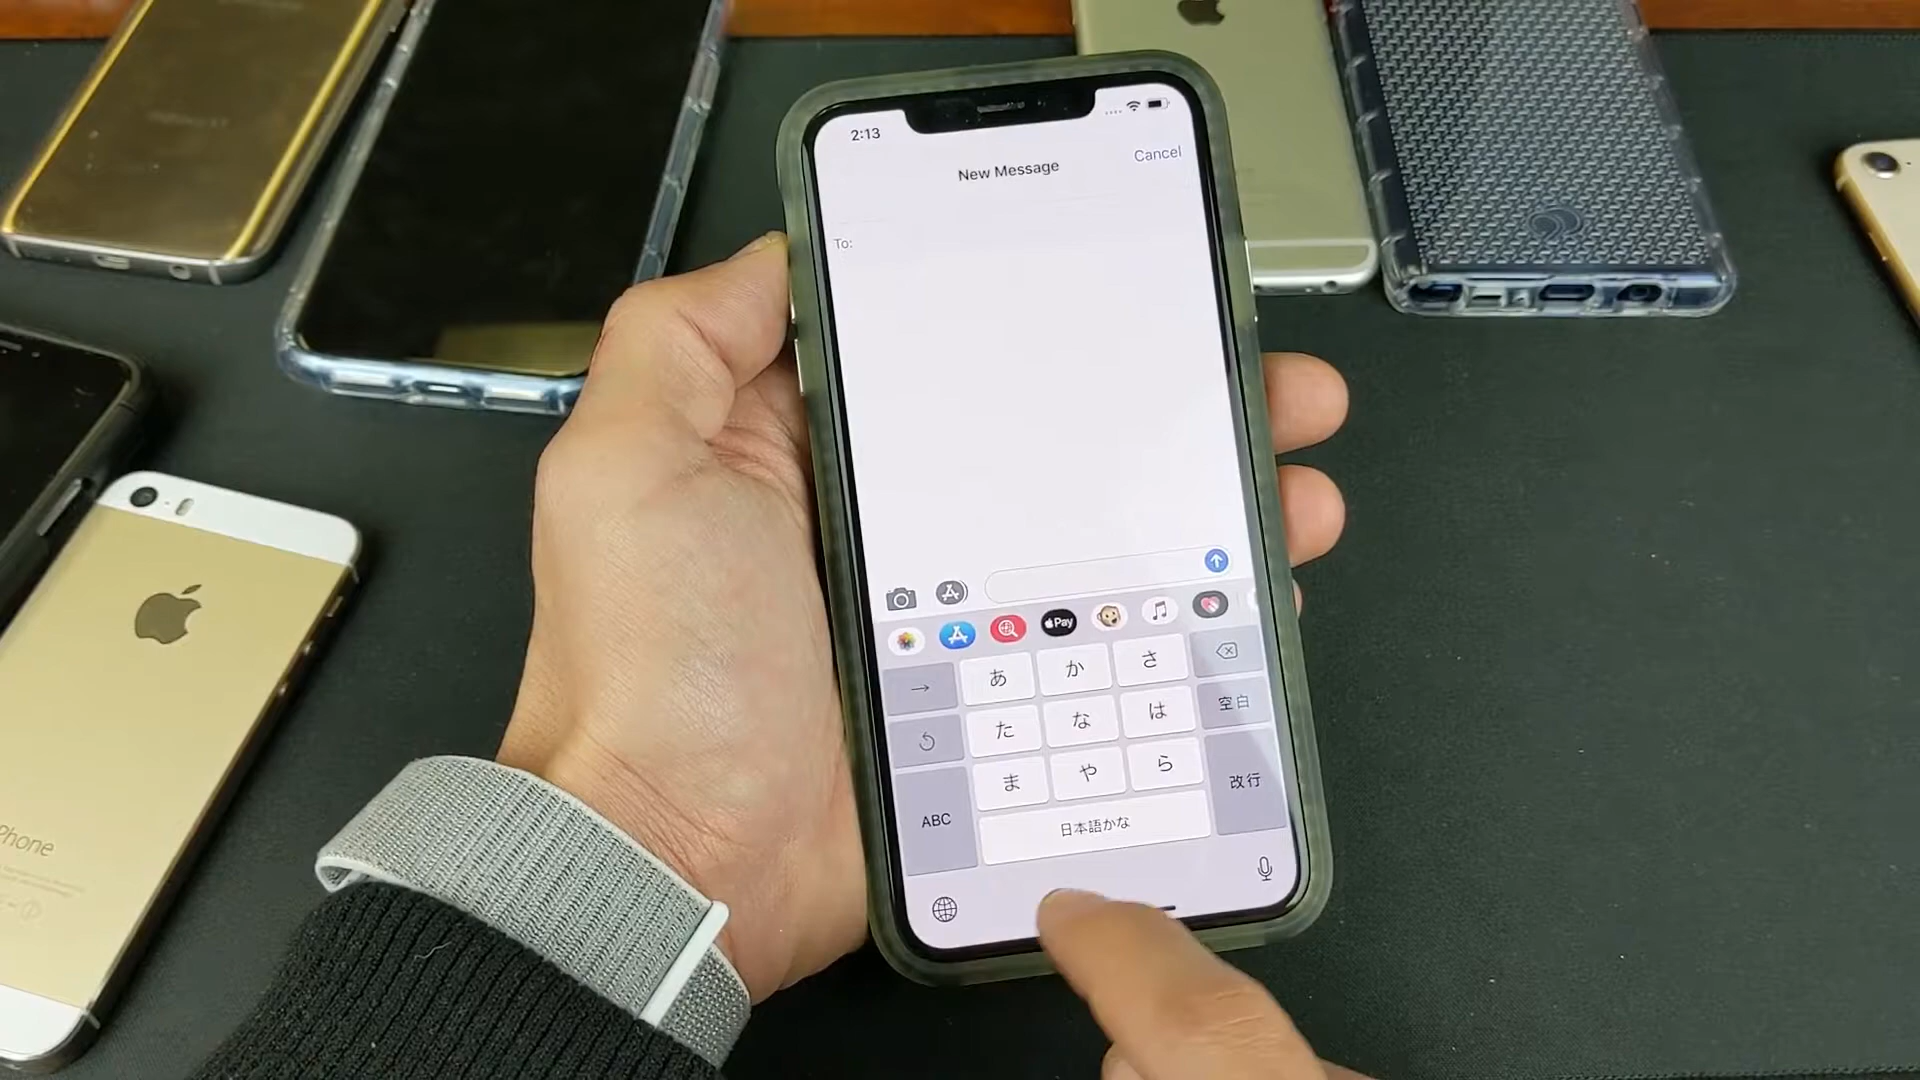 2:13
New Message
Cancel
To:
Pay
→ あ か さ
た な は 空白
ま や ら 改行
ABC 日本語かな
Phone